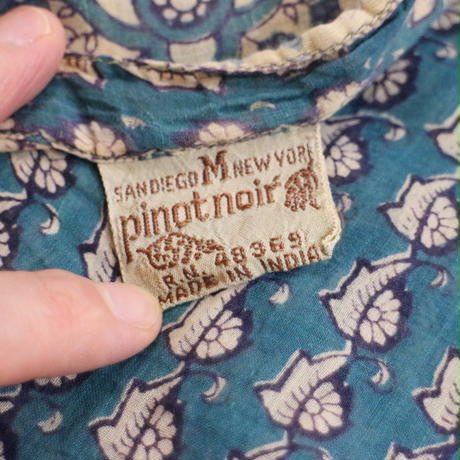 SAN DIEGO M NEW YORK
pinot noir
R.N. 48369
MADE IN INDIA